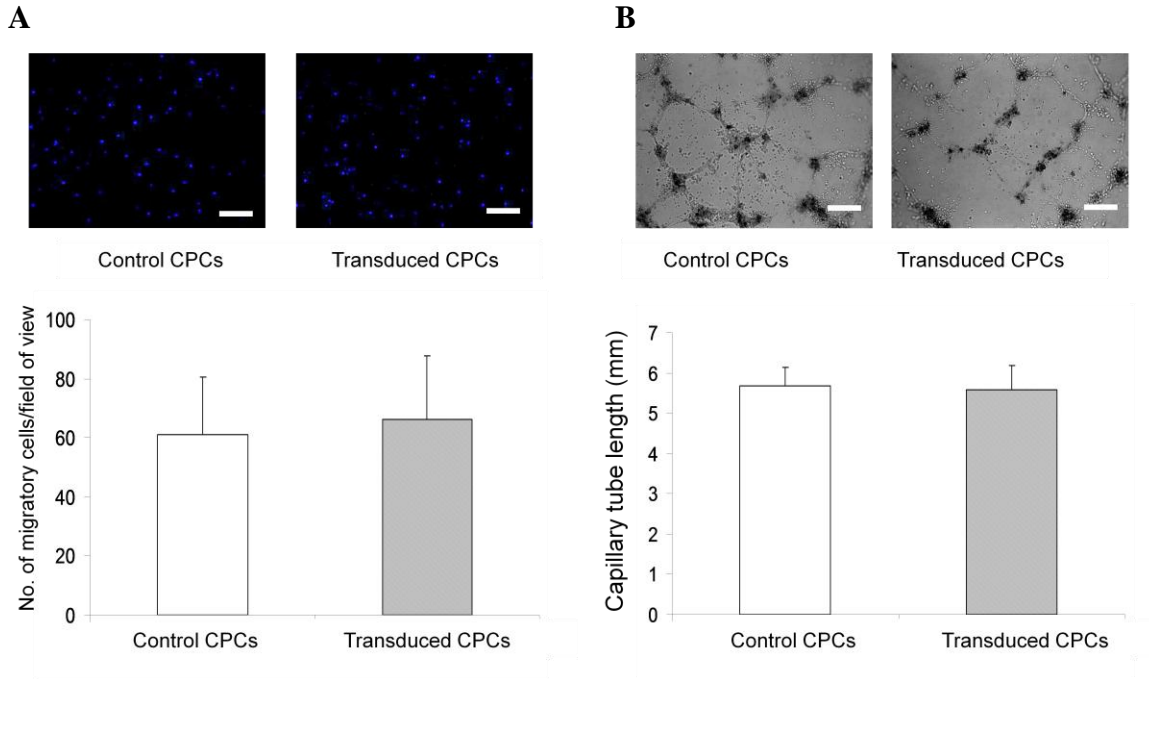 A
B
Control CPCs
Transduced CPCs
Control CPCs
Transduced CPCs
No. of migratory cells/field of view
100
80
60
40
20
0
Control CPCs
Transduced CPCs
Capillary tube length (mm)
7
6
5
4
3
2
1
0
Control CPCs
Transduced CPCs